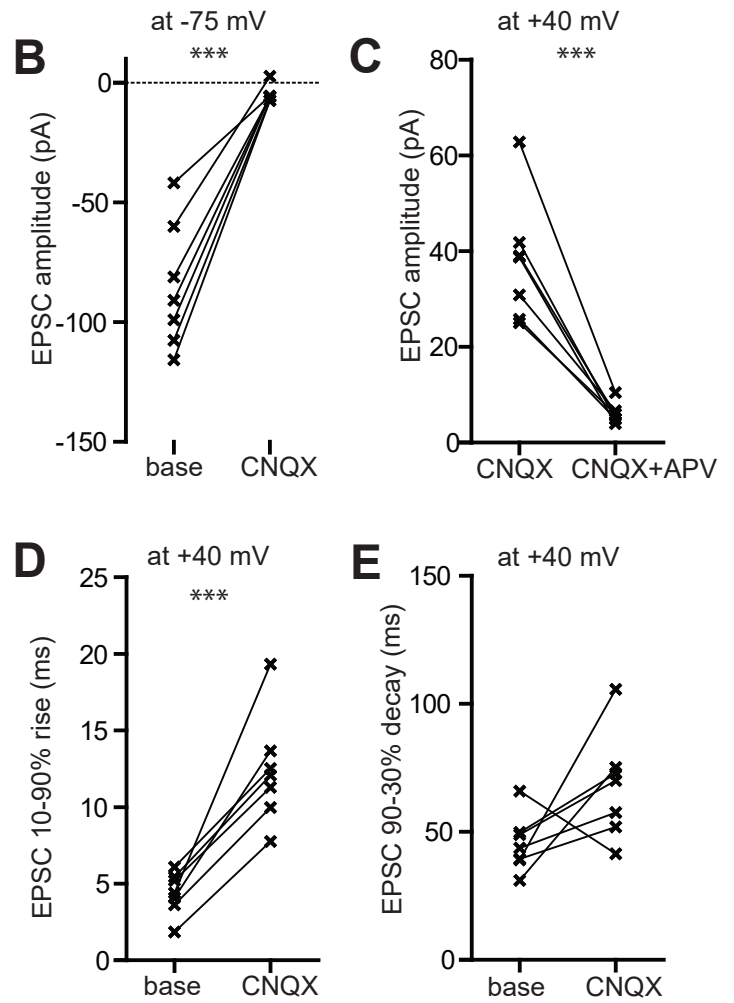 B
at -75 mV
***
EPSC amplitude (pA)
0
-50
-100
-150
base
CNQX
C
at +40 mV
***
EPSC amplitude (pA)
80
60
40
20
0
CNQX
CNQX+APV
D
at +40 mV
***
EPSC 10-90% rise (ms)
25
20
15
10
5
0
base
CNQX
E
at +40 mV
EPSC 90-30% decay (ms)
150
100
50
0
base
CNQX